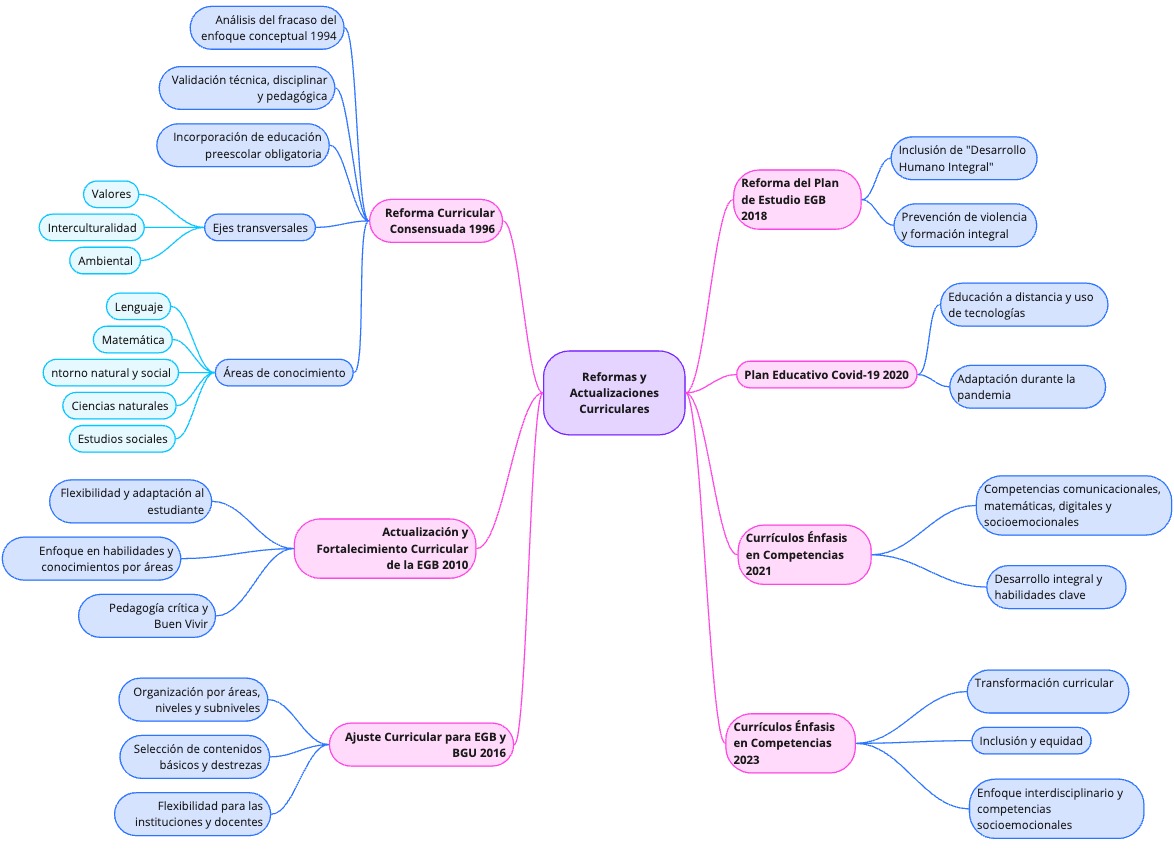 Reformas y
Actualizaciones
Curriculares
Reforma Curricular
Consensuada 1996
Análisis del fracaso del
enfoque conceptual 1994
Validación técnica, disciplinar
y pedagógica
Incorporación de educación
preescolar obligatoria
Ejes transversales
Valores
Interculturalidad
Ambiental
Áreas de conocimiento
Lenguaje
Matemática
ntorno natural y social
Ciencias naturales
Estudios sociales
Actualización y
Fortalecimiento Curricular
de la EGB 2010
Flexibilidad y adaptación al
estudiante
Enfoque en habilidades y
conocimientos por áreas
Pedagogía crítica y
Buen Vivir
Ajuste Curricular para EGB y
BGU 2016
Organización por áreas,
niveles y subniveles
Selección de contenidos
básicos y destrezas
Flexibilidad para las
instituciones y docentes
Reforma del Plan
de Estudio EGB
2018
Inclusión de "Desarrollo
Humano Integral"
Prevención de violencia
y formación integral
Plan Educativo Covid-19 2020
Educación a distancia y uso
de tecnologías
Adaptación durante la
pandemia
Currículos Énfasis
en Competencias
2021
Competencias comunicacionales,
matemáticas, digitales y
socioemocionales
Desarrollo integral y
habilidades clave
Currículos Énfasis
en Competencias
2023
Transformación curricular
Inclusión y equidad
Enfoque interdisciplinario y
competencias
socioemocionales